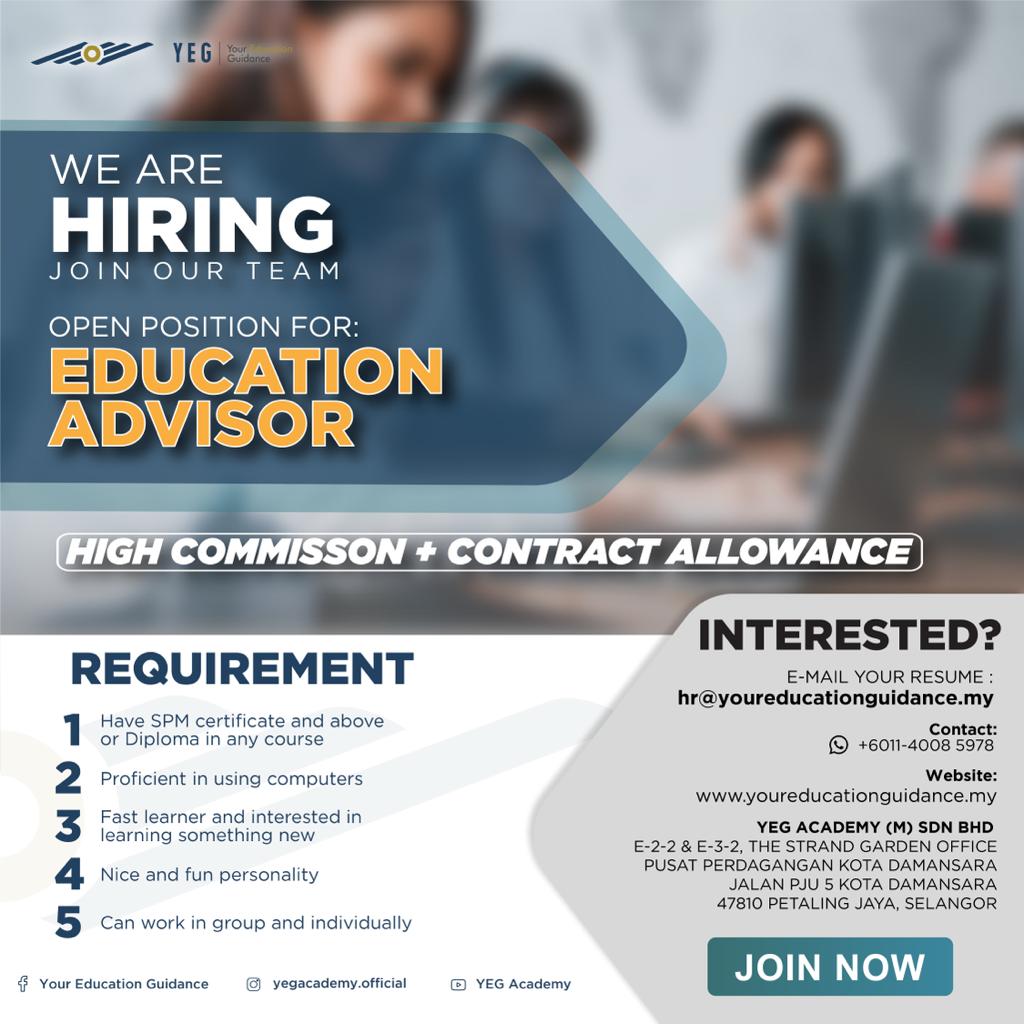 YEG
Your Education
Guidance
WE ARE
HIRING
JOIN OUR TEAM
OPEN POSITION FOR:
EDUCATION
ADVISOR
HIGH COMMISSON + CONTRACT ALLOWANCE
REQUIREMENT
1 Have SPM certificate and above
or Diploma in any course
2 Proficient in using computers
3 Fast learner and interested in
learning something new
4 Nice and fun personality
5 Can work in group and individually
INTERESTED?
E-MAIL YOUR RESUME :
hr@youreducationguidance.my
Contact:
+6011-4008 5978
Website:
www.youreducationguidance.my
YEG ACADEMY (M) SDN BHD
E-2-2 & E-3-2, THE STRAND GARDEN OFFICE
PUSAT PERDAGANGAN KOTA DAMANSARA
JALAN PJU 5 KOTA DAMANSARA
47810 PETALING JAYA, SELANGOR
JOIN NOW
Your Education Guidance
yegacademy.official
YEG Academy